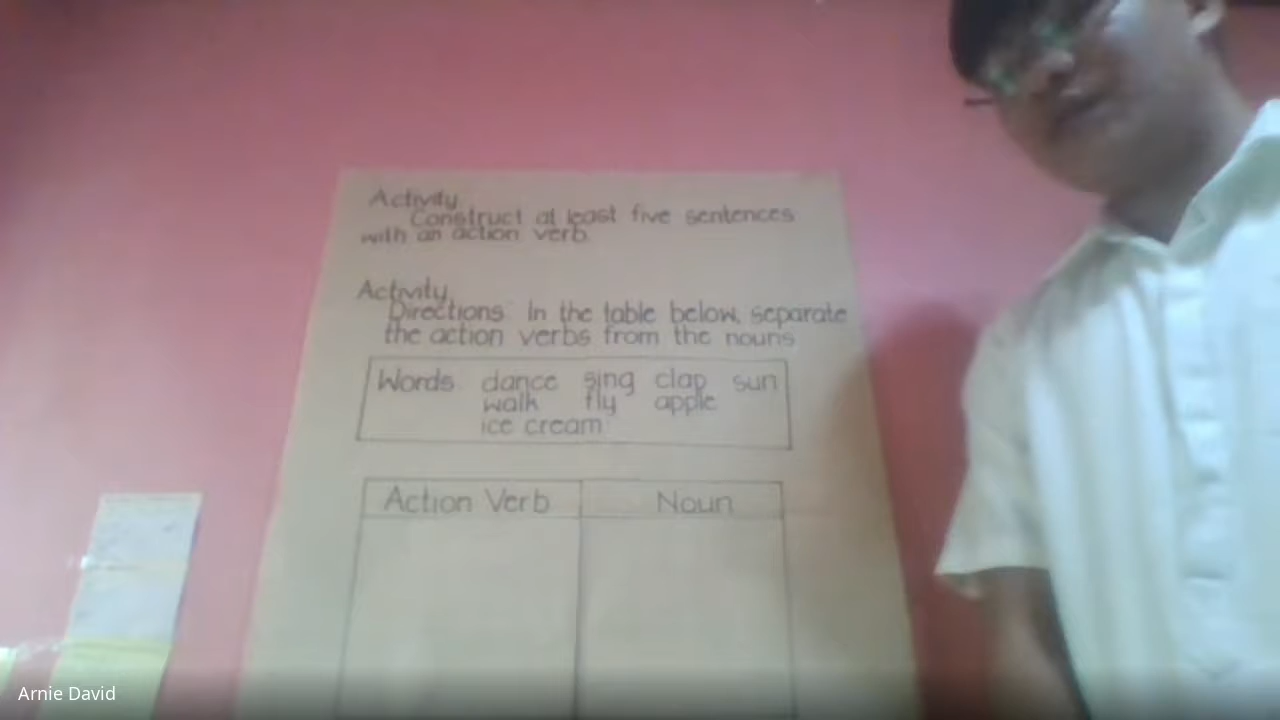 Activity
Construct at least five sentences
with an action verb.
Activity
Directions: In the table below, separate
the action verbs from the nouns
Words dance sing clap sun
walk fly apple
ice cream
Action Verb Noun
Arnie David